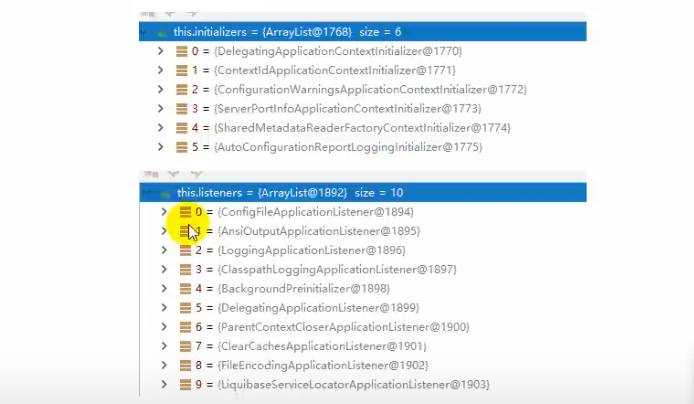 this.initializers = {ArrayList@1768} size = 6
0 = {DelegatingApplicationContextInitializer@1770}
1 = {ContextIdApplicationContextInitializer@1771}
2 = {ConfigurationWarningsApplicationContextInitializer@1772}
3 = {ServerPortInfoApplicationContextInitializer@1773}
4 = {SharedMetadataReaderFactoryContextInitializer@1774}
5 = {AutoConfigurationReportLoggingInitializer@1775}
this.listeners = {ArrayList@1892} size = 10
0 = {ConfigFileApplicationListener@1894}
1 = {AnsiOutputApplicationListener@1895}
2 = {LoggingApplicationListener@1896}
3 = {ClasspathLoggingApplicationListener@1897}
4 = {BackgroundPreinitializer@1898}
5 = {DelegatingApplicationListener@1899}
6 = {ParentContextCloserApplicationListener@1900}
7 = {ClearCachesApplicationListener@1901}
8 = {FileEncodingApplicationListener@1902}
9 = {LiquibaseServiceLocatorApplicationListener@1903}